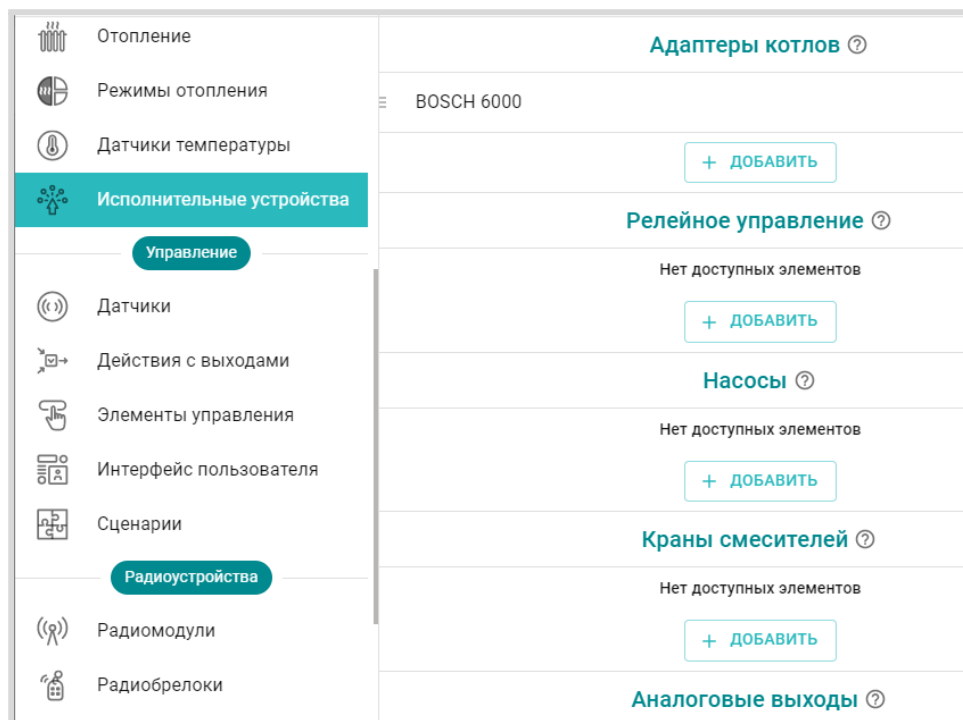 Отопление
Режимы отопления
Датчики температуры
Исполнительные устройства
Управление
Датчики
Действия с выходами
Элементы управления
Интерфейс пользователя
Сценарии
Радиоустройства
Радиомодули
Радиобрелоки
Адаптеры котлов ?
BOSCH 6000
+ ДОБАВИТЬ
Релейное управление ?
Нет доступных элементов
+ ДОБАВИТЬ
Насосы ?
Нет доступных элементов
+ ДОБАВИТЬ
Краны смесителей ?
Нет доступных элементов
+ ДОБАВИТЬ
Аналоговые выходы ?